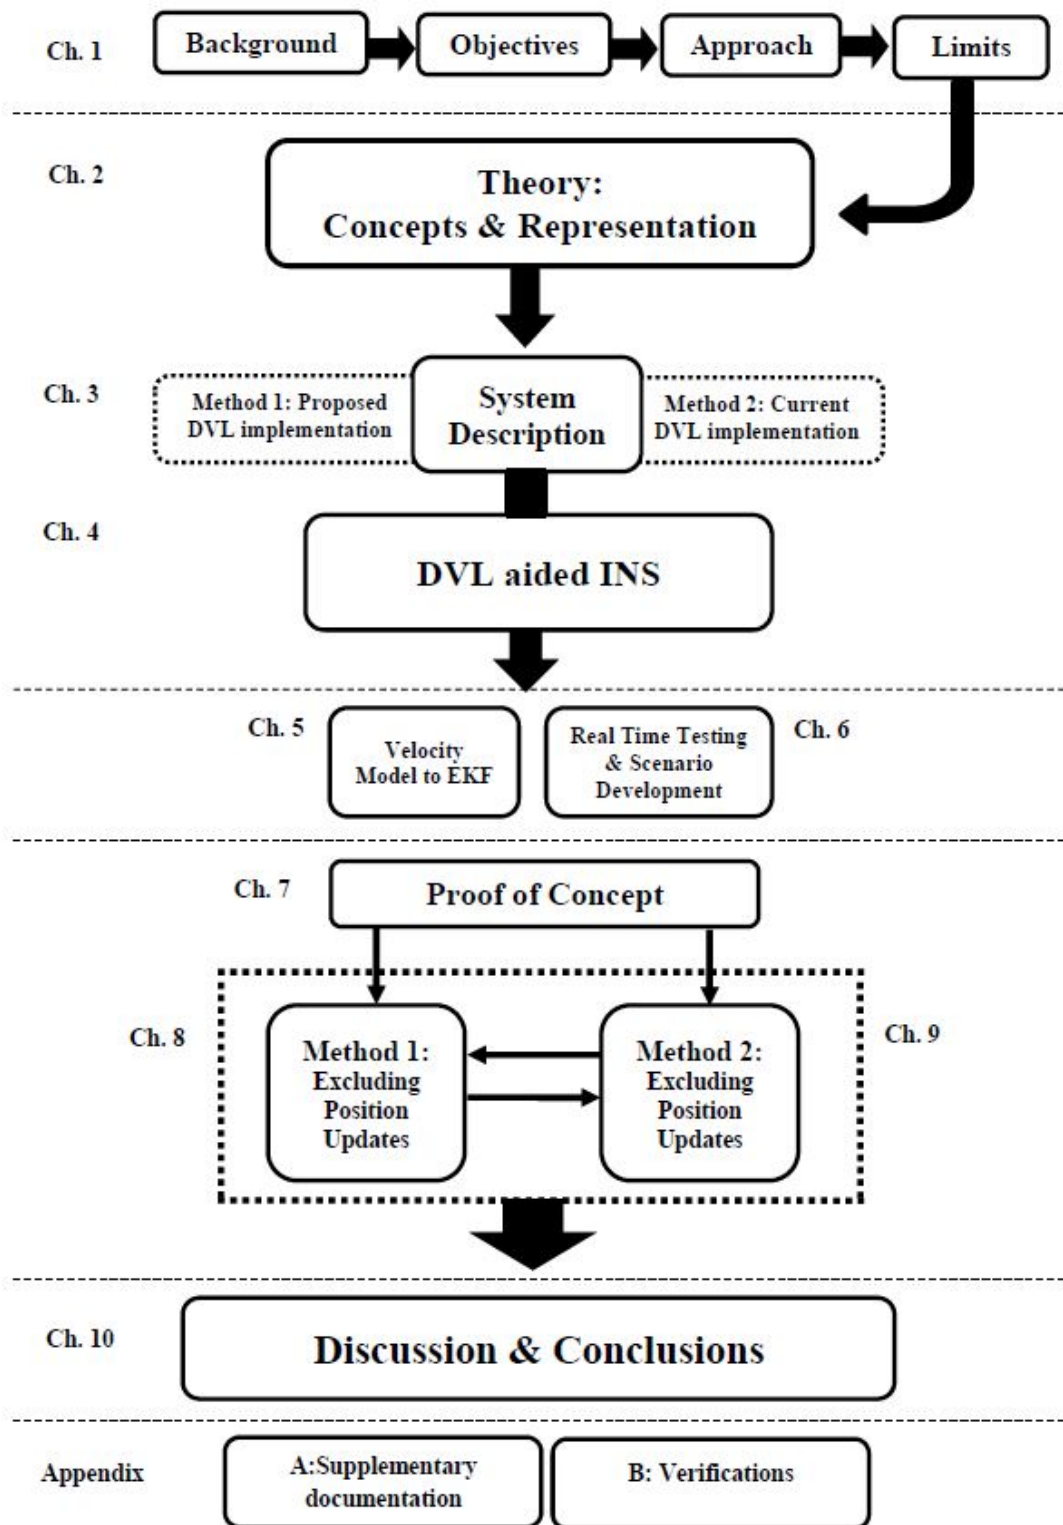 Ch. 1
Background
Objectives
Approach
Limits
Ch. 2
Theory:
Concepts & Representation
Ch. 3
Method 1: Proposed
DVL implementation
System
Description
Method 2: Current
DVL implementation
Ch. 4
DVL aided INS
Ch. 5
Velocity
Model to EKF
Real Time Testing
& Scenario
Development
Ch. 6
Ch. 7
Proof of Concept
Ch. 8
Method 1:
Excluding
Position
Updates
Method 2:
Excluding
Position
Updates
Ch. 9
Ch. 10
Discussion & Conclusions
Appendix
A:Supplementary
documentation
B: Verifications